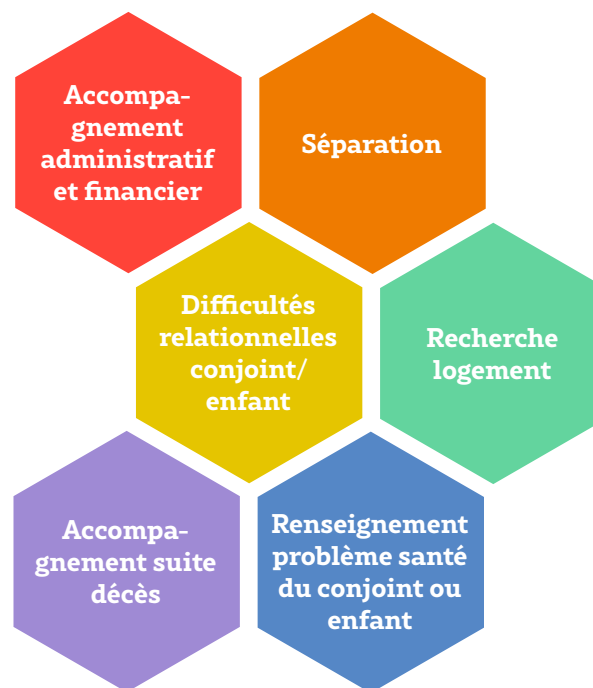 Accompa-
gnement
administratif
et financier
Séparation
Difficultés
relationnelles
conjoint/
enfant
Recherche
logement
Accompa-
gnement suite
décès
Renseignement
problème santé
du conjoint ou
enfant